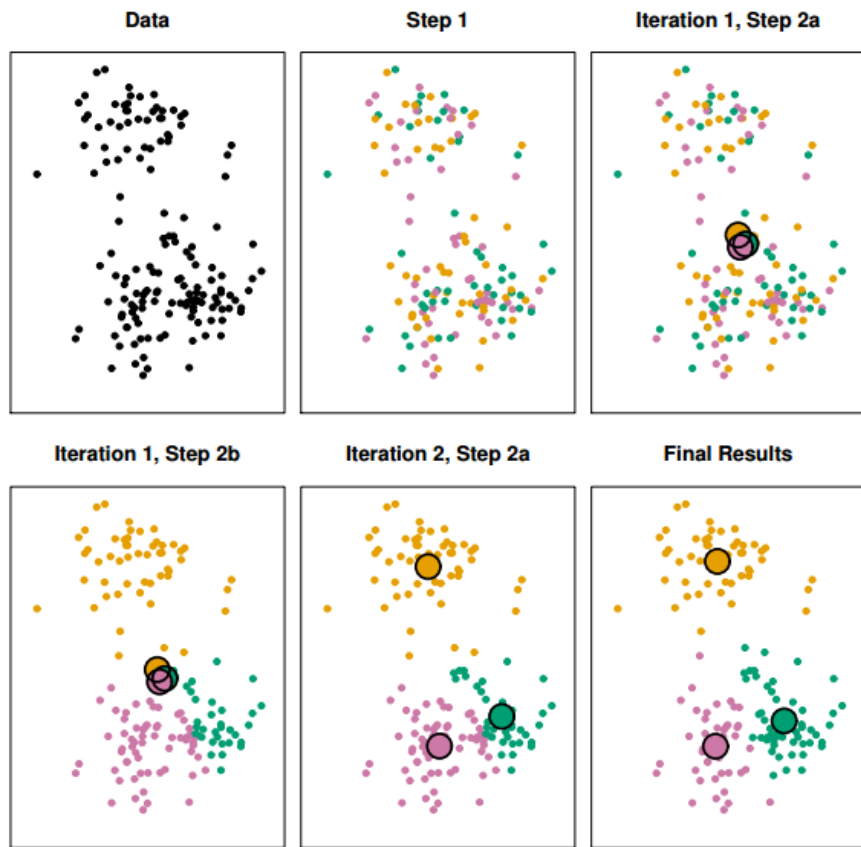 Data
Step 1
Iteration 1, Step 2a
Iteration 1, Step 2b
Iteration 2, Step 2a
Final Results